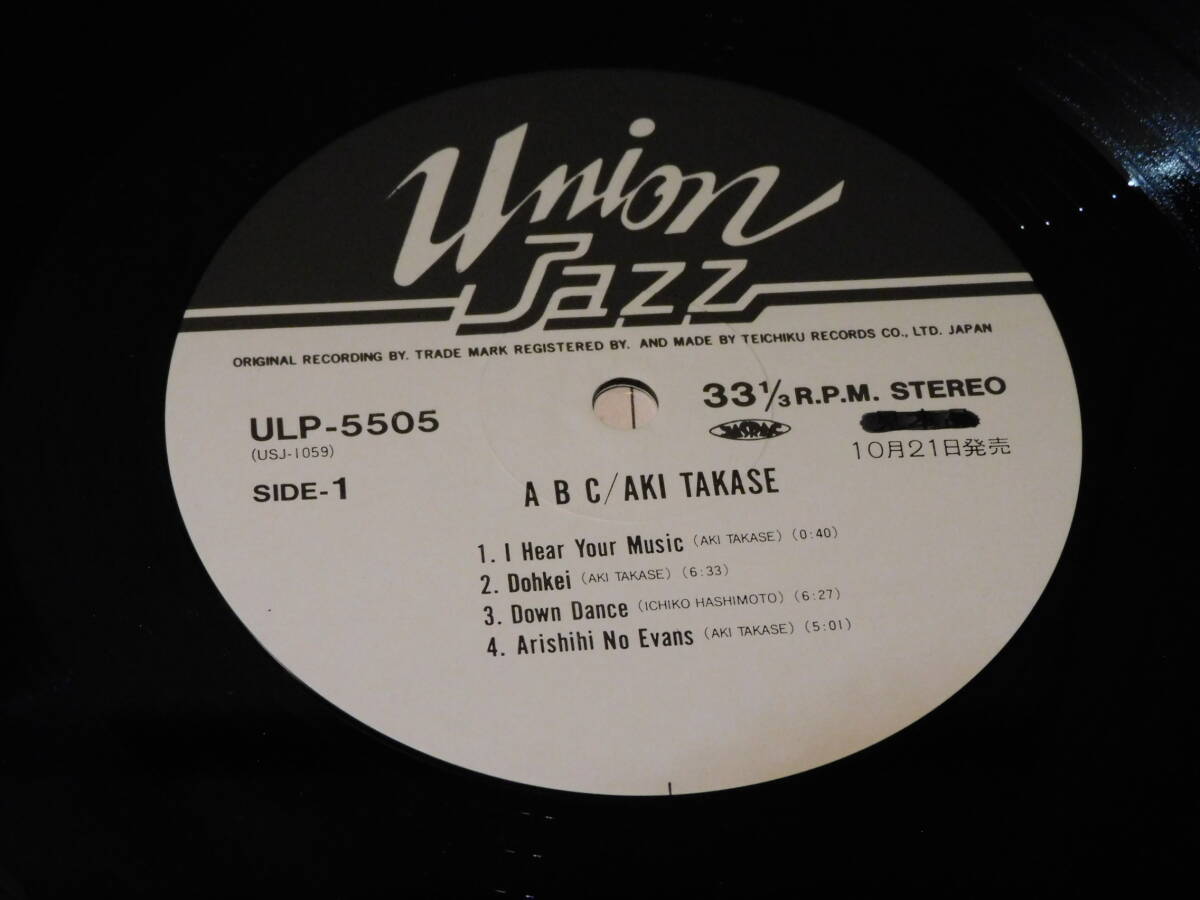 Union
Jazz
ORIGINAL RECORDING BY. TRADE MARK REGISTERED BY. AND MADE BY TEICHIKU RECORDS CO., LTD. JAPAN
ULP-5505
(USJ-1059)
SIDE-1
33 1/3 R.P.M. STEREO
JASRAC
10月21日発売
A B C/AKI TAKASE
1. I Hear Your Music (AKI TAKASE) (0:40)
2. Dohkei (AKI TAKASE) (6:33)
3. Down Dance (ICHIKO HASHIMOTO) (6:27)
4. Arishihi No Evans (AKI TAKASE) (5:01)